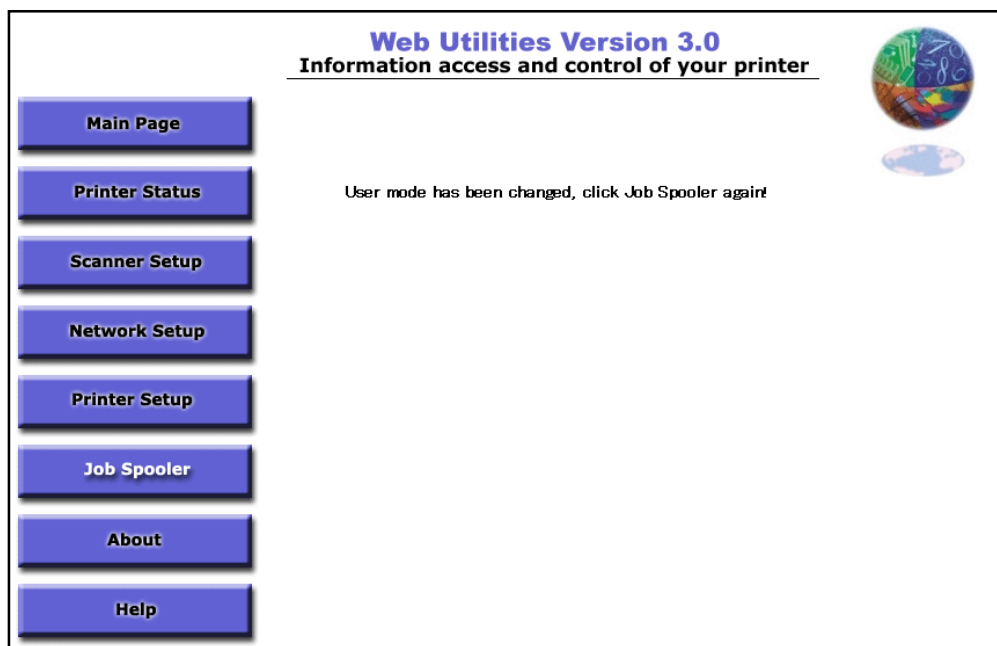 Web Utilities Version 3.0
Information access and control of your printer
Main Page
Printer Status
User mode has been changed, click Job Spooler again!
Scanner Setup
Network Setup
Printer Setup
Job Spooler
About
Help